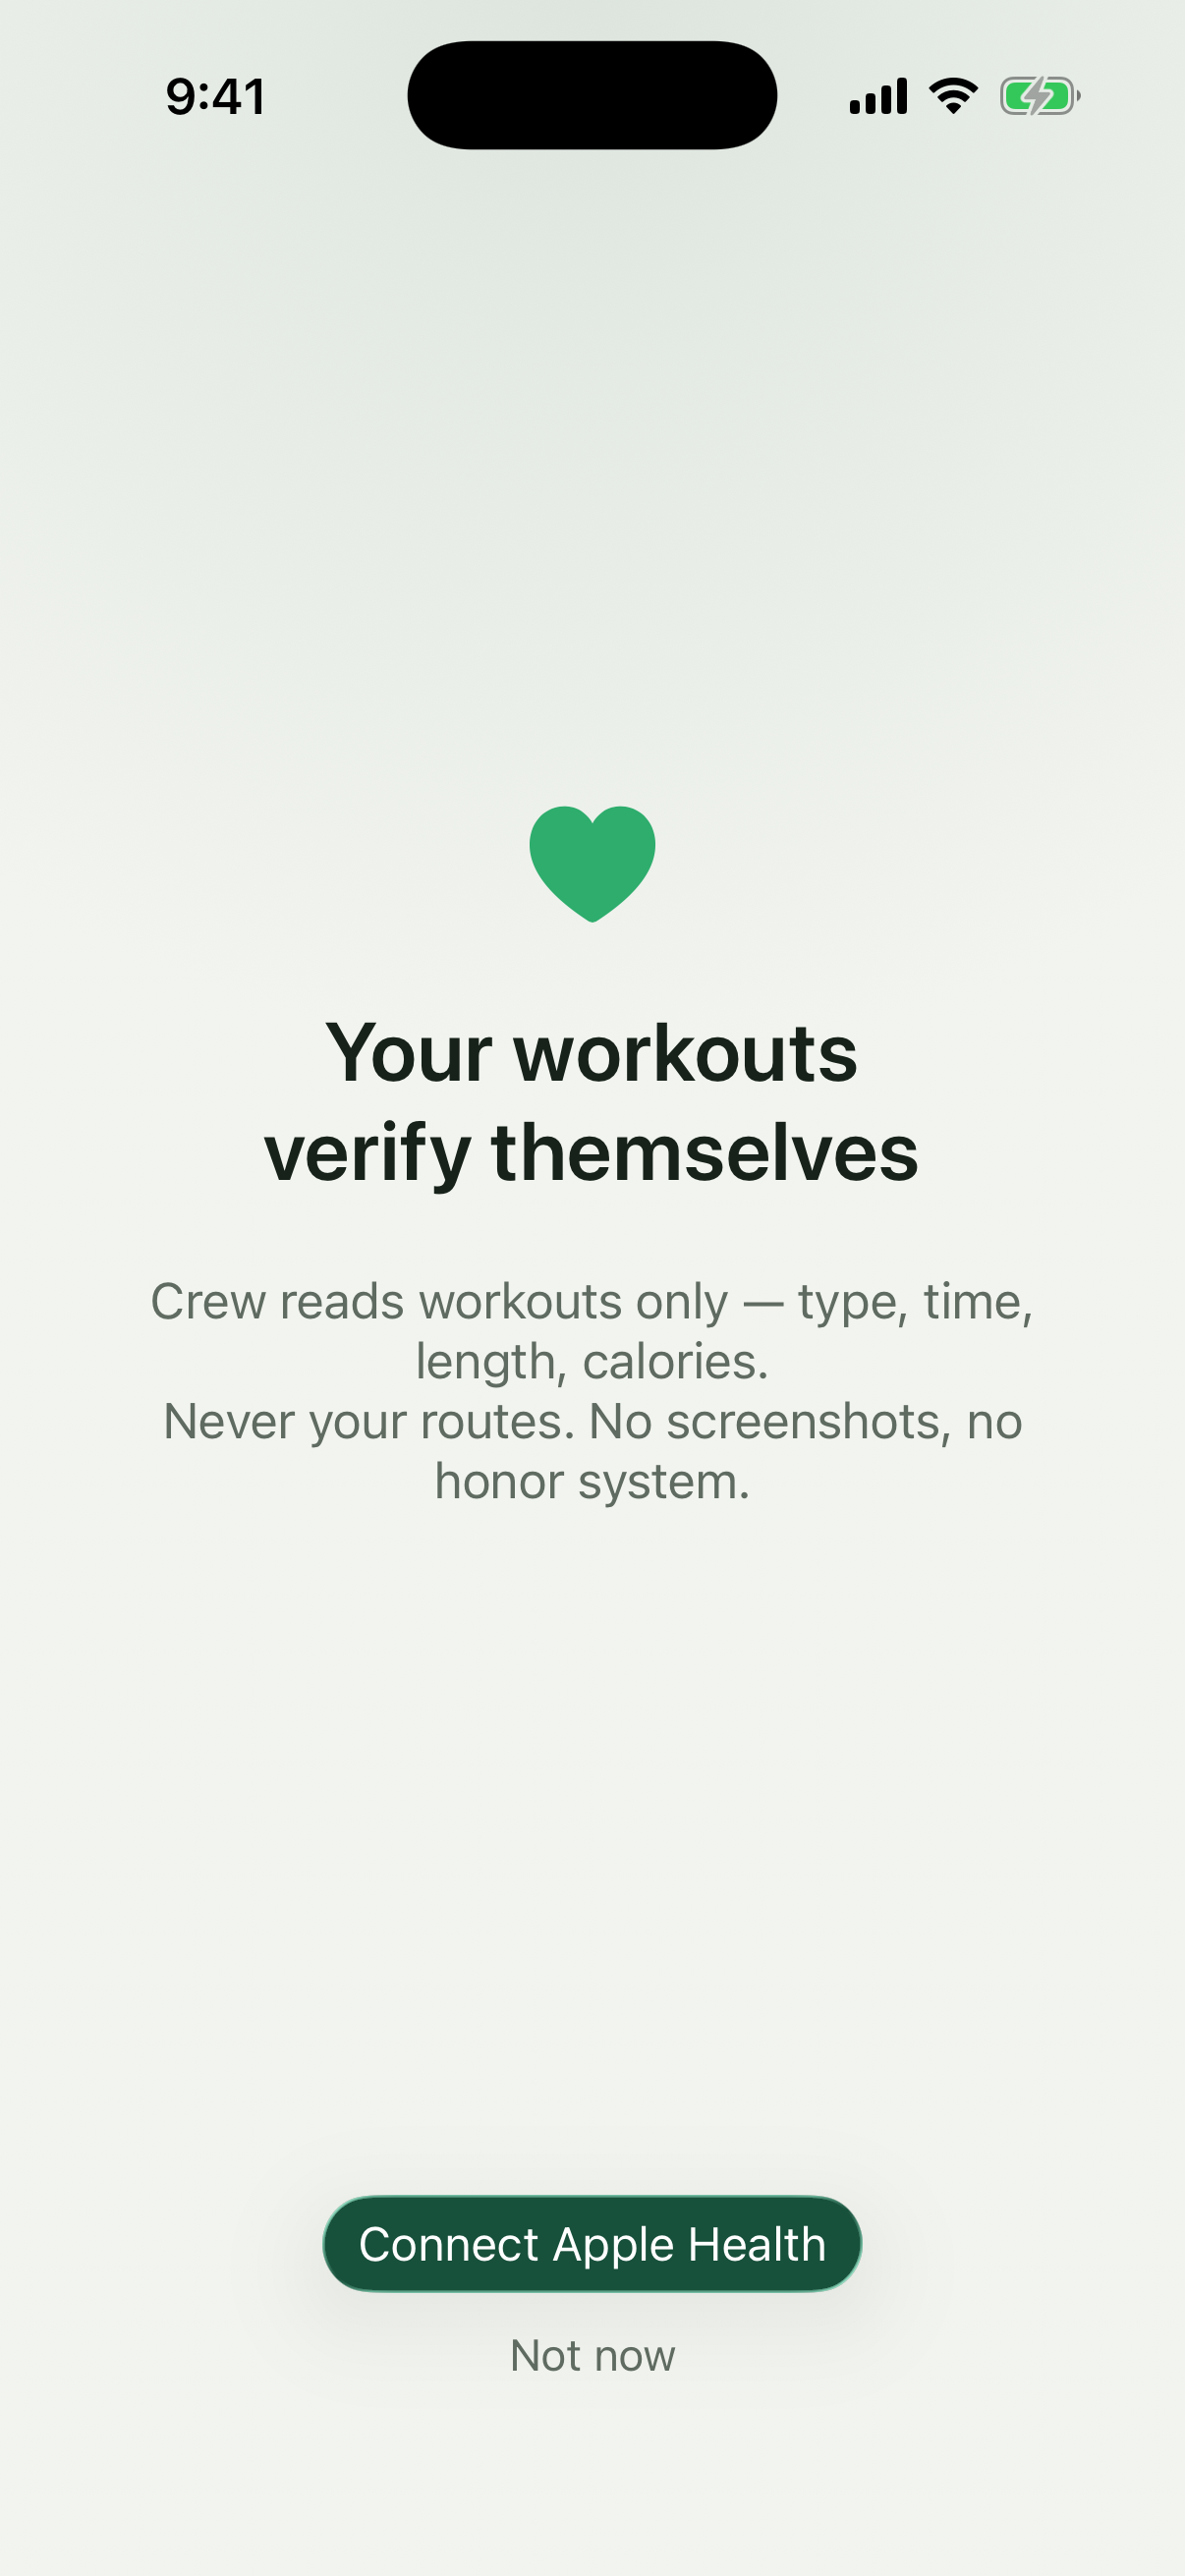 9:41
Your workouts
verify themselves
Crew reads workouts only — type, time,
length, calories.
Never your routes. No screenshots, no
honor system.
Connect Apple Health
Not now